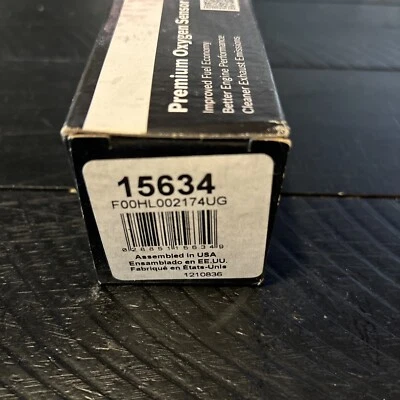 Premium Oxygen Sensor
Improved Fuel Economy
Better Engine Performance
Cleaner Exhaust Emissions
15634
F00HL002174UG
Assembled in USA
Ensamblado en EE.UU.
Fabriqué en États-Unis
1210836